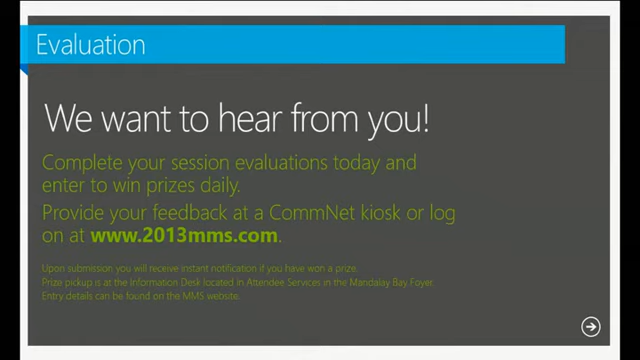 Evaluation
We want to hear from you!
Complete your session evaluations today and
enter to win prizes daily.
Provide your feedback at a CommNet kiosk or log
on at www.2013mms.com.
Upon submission you will receive instant notification if you have won a prize.
Prize pickup is at the Information Desk located in Attendee Services in the Mandalay Bay Foyer.
Entry details can be found on the MMS website.